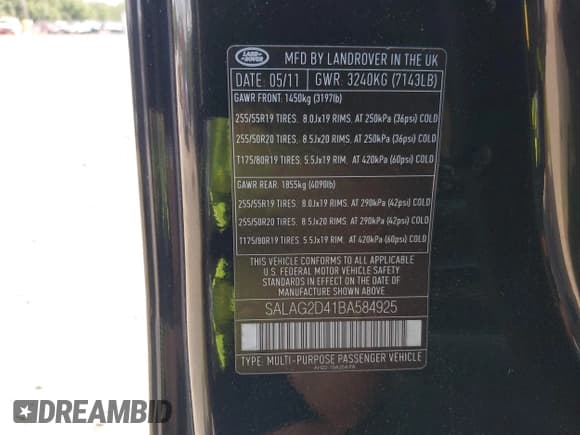 LAND ROVER
MFD BY LANDROVER IN THE UK
DATE: 05/11 GWR: 3240KG (7143LB)
GAWR FRONT: 1450kg (3197lb)
255/55R19 TIRES. 8.0Jx19 RIMS, AT 250kPa (36psi) COLD
255/50R20 TIRES. 8.5Jx20 RIMS, AT 250kPa (36psi) COLD
T175/80R19 TIRES. 5.5Jx19 RIM, AT 420kPa (60psi) COLD
GAWR REAR: 1855kg (4090lb)
255/55R19 TIRES. 8.0Jx19 RIMS, AT 290kPa (42psi) COLD
255/50R20 TIRES. 8.5Jx20 RIMS, AT 290kPa (42psi) COLD
T175/80R19 TIRES. 5.5Jx19 RIM, AT 420kPa (60psi) COLD
THIS VEHICLE CONFORMS TO ALL APPLICABLE
U.S. FEDERAL MOTOR VEHICLE SAFETY
STANDARDS IN EFFECT ON THE DATE OF
MANUFACTURE SHOWN ABOVE.
SALAG2D41BA584925
TYPE: MULTI-PURPOSE PASSENGER VEHICLE
DREAMBID